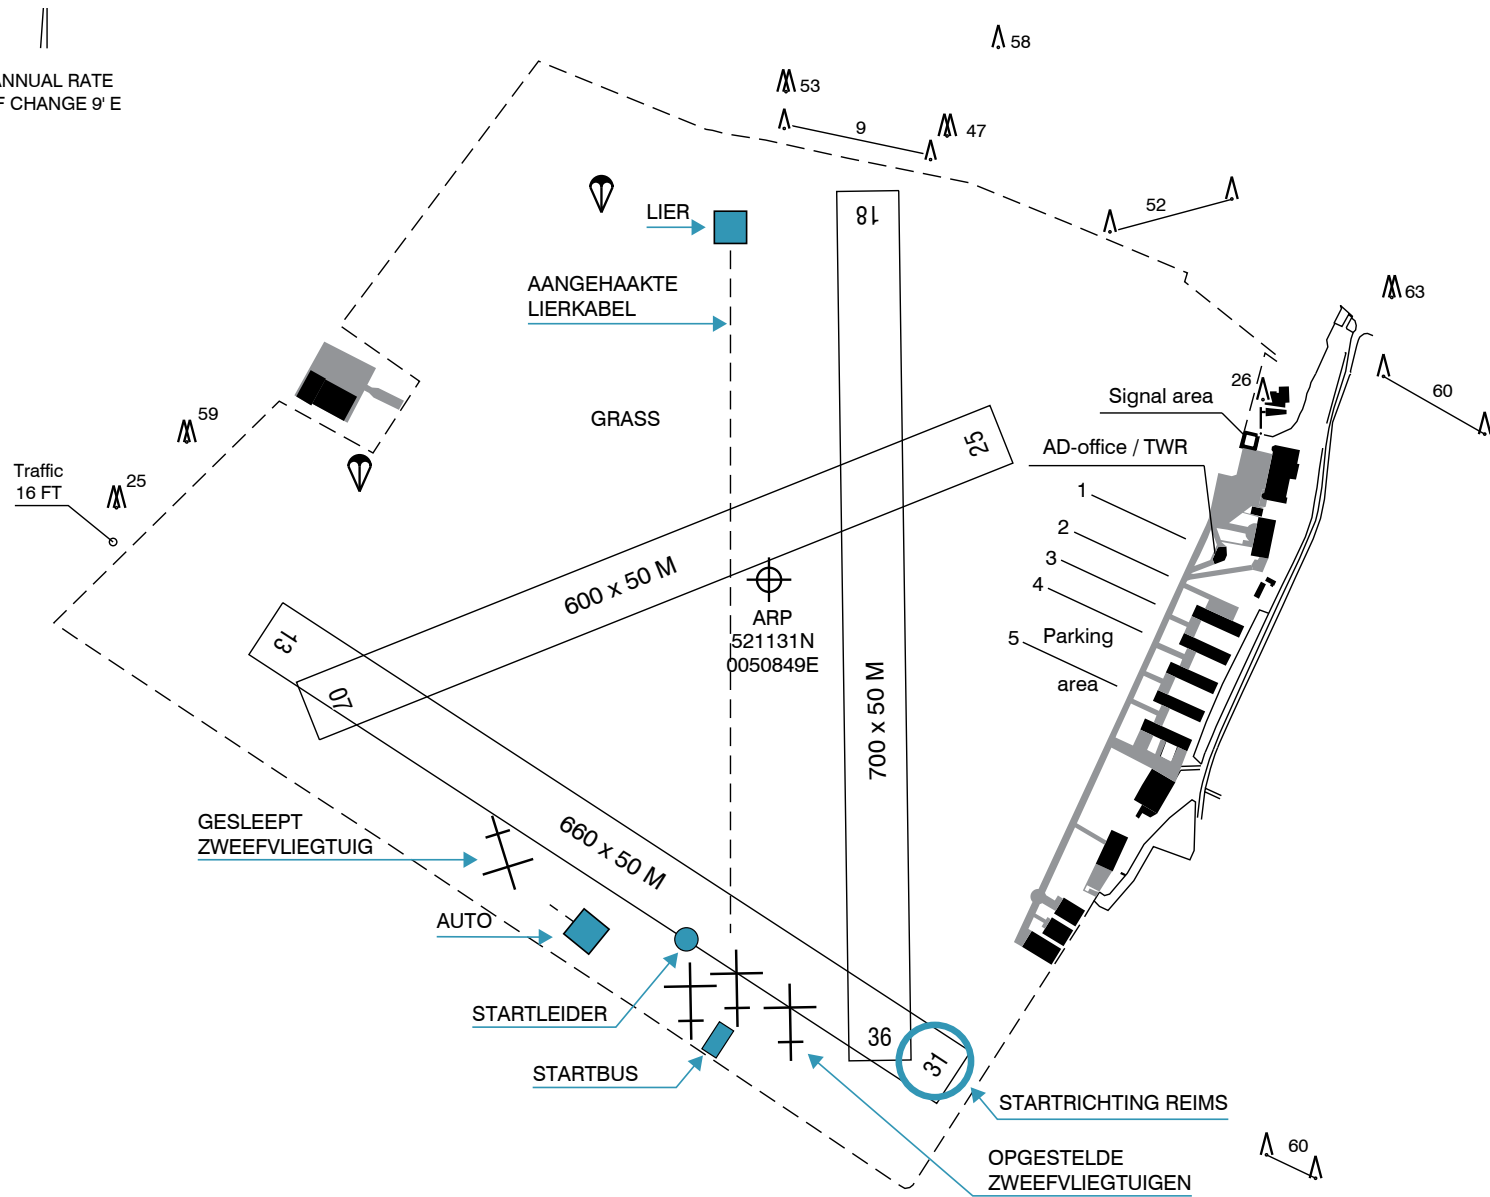 ANNUAL RATE
F CHANGE 9' E
58
53
9
47
52
63
60
18
LIER
AANGEHAAKTE
LIERKABEL
GRASS
25
26
Signal area
AD-office / TWR
1
2
3
4
5
Parking
area
59
25
Traffic
16 FT
600 x 50 M
ARP
521131N
0050849E
13
07
700 x 50 M
660 x 50 M
GESLEEPT
ZWEEFVLIEGTUIG
AUTO
STARTLEIDER
STARTBUS
36
31
STARTRICHTING REIMS
OPGESTELDE
ZWEEFVLIEGTUIGEN
60